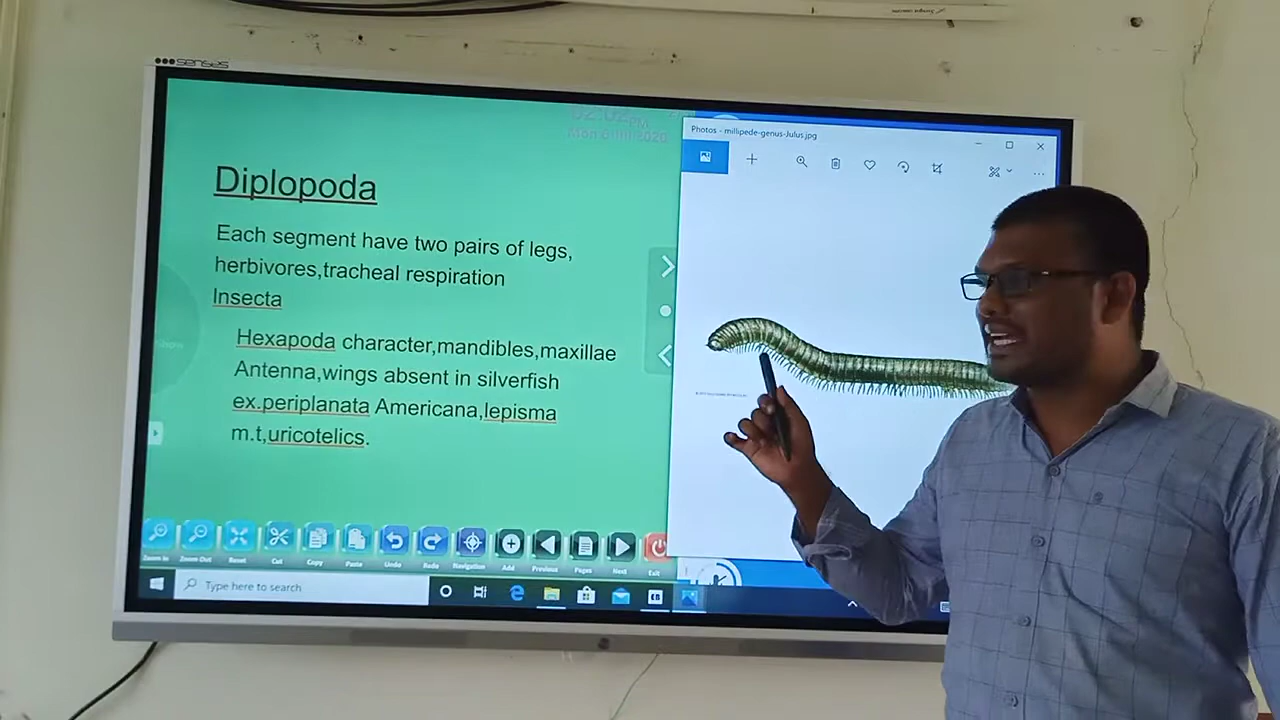 senses
Photos - millipede-genus-Julus.jpg
Diplopoda
Each segment have two pairs of legs,
herbivores,tracheal respiration
Insecta
Hexapoda character,mandibles,maxillae
Antenna,wings absent in silverfish
ex.periplanata Americana,lepisma
m.t,uricotelics.
Zoom In Zoom Out Reset Cut Copy Paste Undo Redo Navigation Add Previous Pages Next Exit
Type here to search